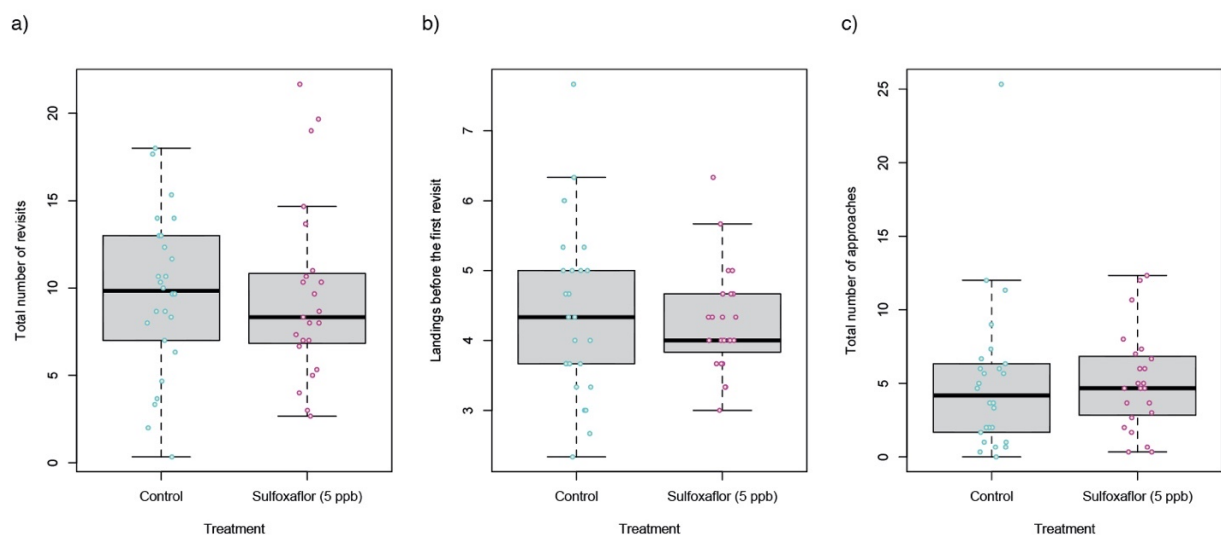 a)
Total number of revisits
20
15
10
5
0
Control
Sulfoxaflor (5 ppb)
Treatment
b)
Landings before the first revisit
7
6
5
4
3
Control
Sulfoxaflor (5 ppb)
Treatment
c)
Total number of approaches
25
20
15
10
5
0
Control
Sulfoxaflor (5 ppb)
Treatment